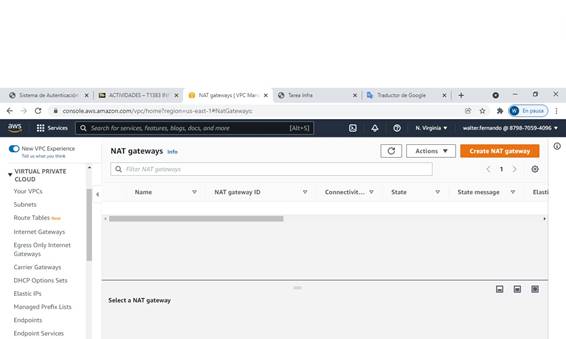 Sistema de Autenticación
ACTIVIDADES – T1383
NAT gateways | VPC Man
Tarea Infra
Traductor de Google
console.aws.amazon.com/vpc/home?region=us-east-1#NatGateways:
W En pausa
aws
Services
Search for services, features, blogs, docs, and more
[Alt+S]
N. Virginia
walter.fernando @ 8798-7059-4096
New VPC Experience
Tell us what you think
NAT gateways Info
Actions
Create NAT gateway
Filter NAT gateways
1
Name
NAT gateway ID
Connectivit...
State
State message
Elasti
VIRTUAL PRIVATE
CLOUD
Your VPCs
Subnets
Route Tables New
Internet Gateways
Egress Only Internet
Gateways
Carrier Gateways
DHCP Options Sets
Elastic IPs
Managed Prefix Lists
Endpoints
Endpoint Services
Select a NAT gateway